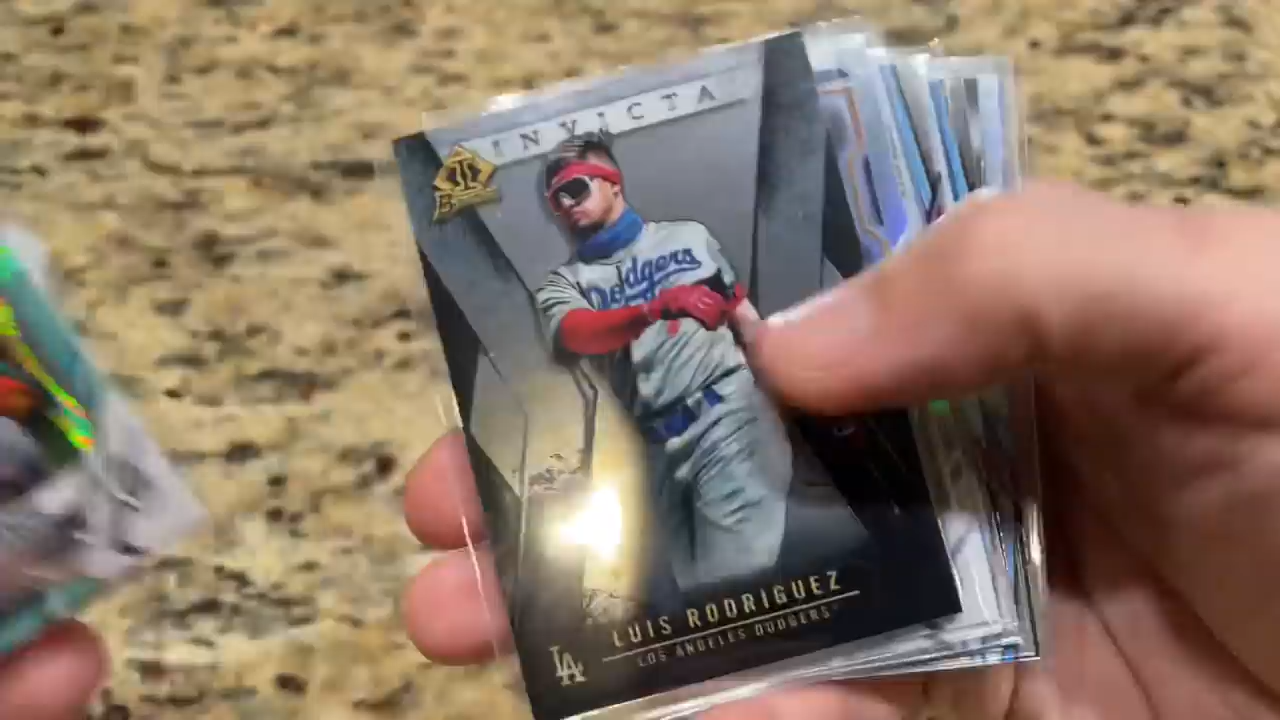 INVICTA
B
Dodgers
LUIS RODRIGUEZ
LOS ANGELES DODGERS
LA